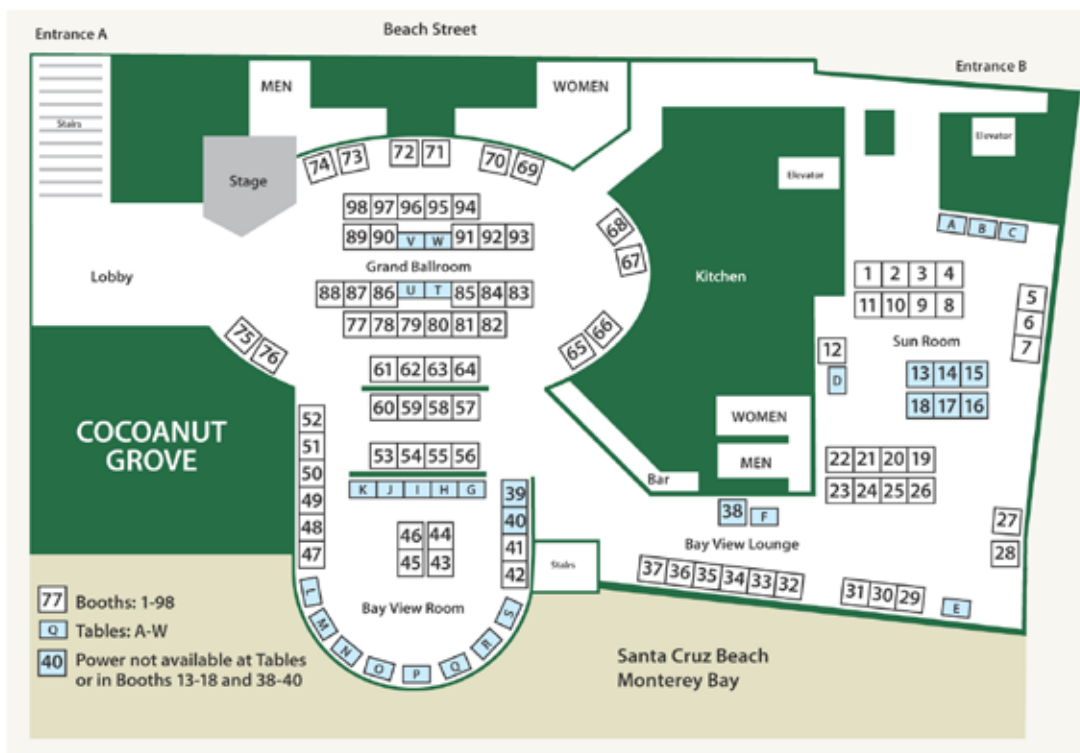 Beach Street
Entrance A
Entrance B
MEN
WOMEN
Stairs
Elevator
Elevator
Stage
74 73 72 71 70 69
98 97 96 95 94
89 90 V W 91 92 93
68
67
A B C
Grand Ballroom
Lobby
Kitchen
1 2 3 4
11 10 9 8
5
6
7
88 87 86 U T 85 84 83
77 78 79 80 81 82
75 76
65 66
Sun Room
12
D
13 14 15
18 17 16
61 62 63 64
60 59 58 57
52
51
50
49
48
47
COCOANUT
GROVE
WOMEN
MEN
Bar
53 54 55 56
K J I H G
39
40
41
42
22 21 20 19
23 24 25 26
38 F
27
28
46 44
45 43
Bay View Lounge
Stairs
37 36 35 34 33 32
31 30 29
E
Bay View Room
L M N O P Q R S
77 Booths: 1-98
Q Tables: A-W
40 Power not available at Tables
or in Booths 13-18 and 38-40
Santa Cruz Beach
Monterey Bay